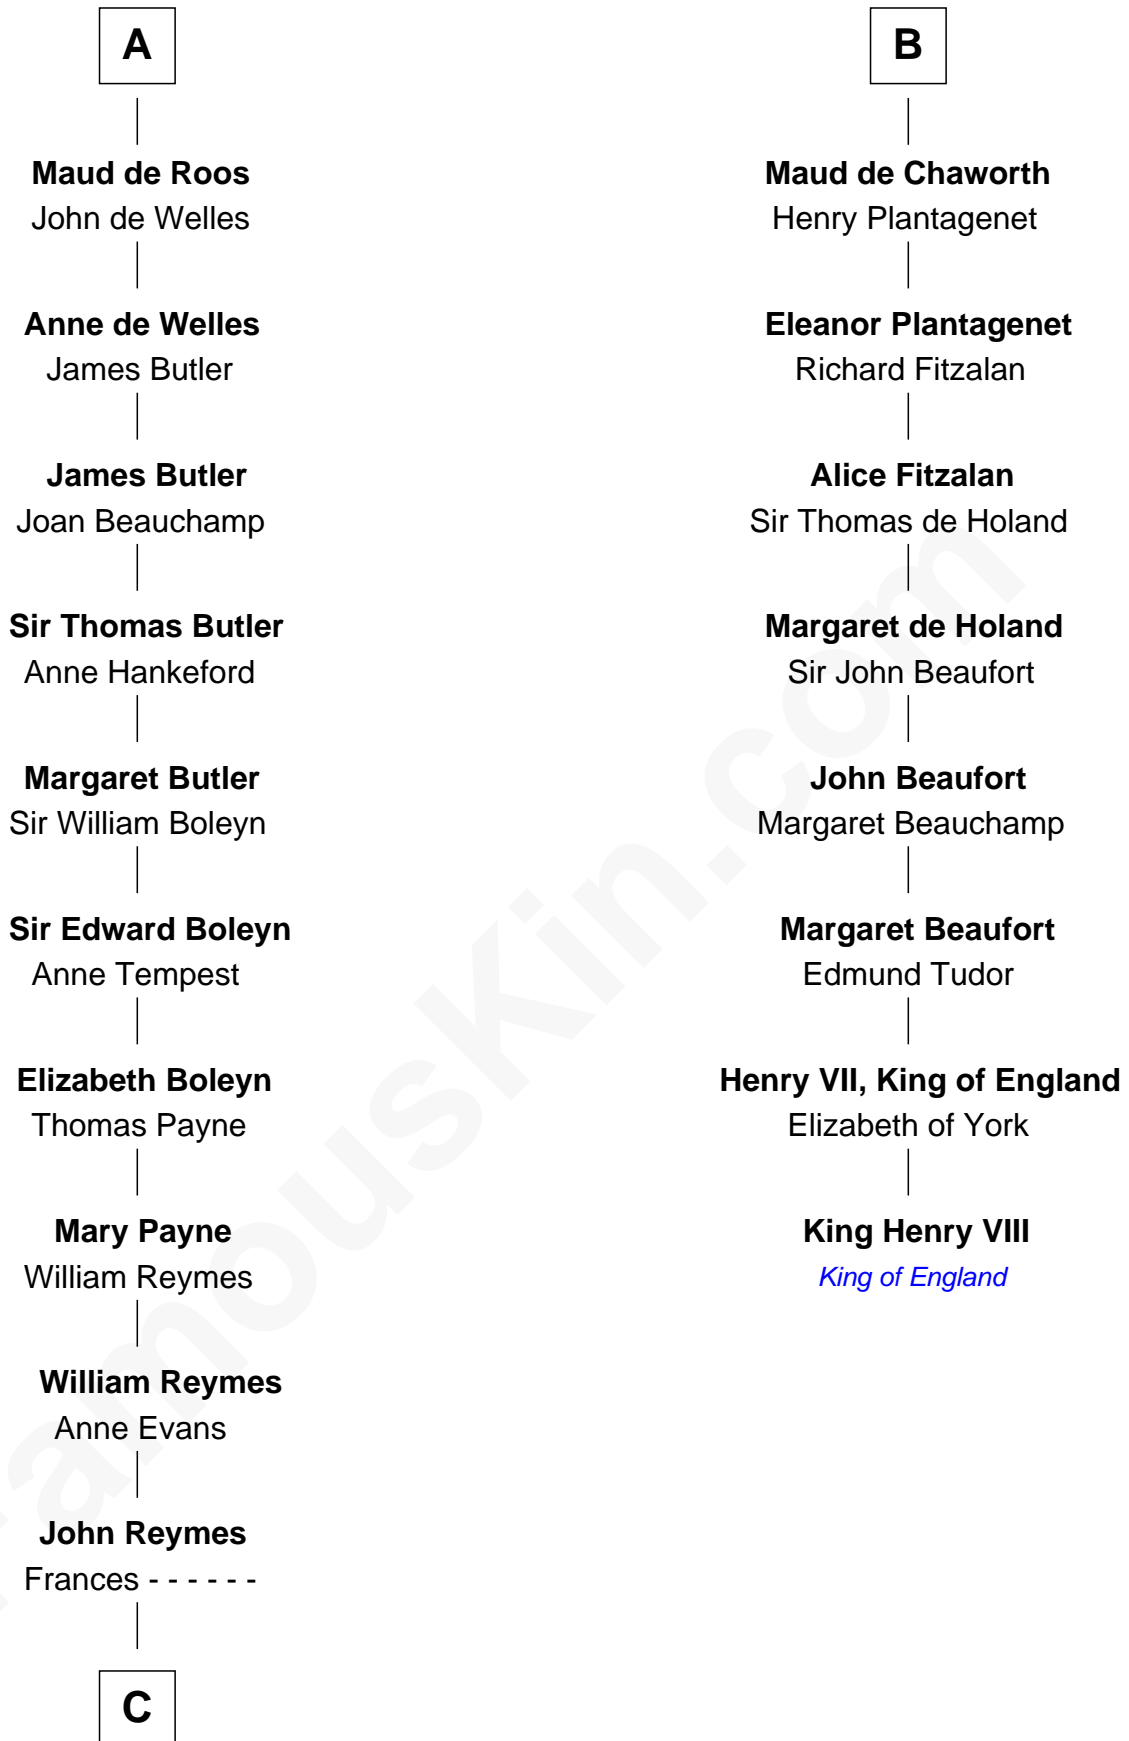 A
Maud de Roos
John de Welles
Anne de Welles
James Butler
James Butler
Joan Beauchamp
Sir Thomas Butler
Anne Hankeford
Margaret Butler
Sir William Boleyn
Sir Edward Boleyn
Anne Tempest
Elizabeth Boleyn
Thomas Payne
Mary Payne
William Reymes
William Reymes
Anne Evans
John Reymes
Frances - - - - - -
C
B
Maud de Chaworth
Henry Plantagenet
Eleanor Plantagenet
Richard Fitzalan
Alice Fitzalan
Sir Thomas de Holand
Margaret de Holand
Sir John Beaufort
John Beaufort
Margaret Beauchamp
Margaret Beaufort
Edmund Tudor
Henry VII, King of England
Elizabeth of York
King Henry VIII
King of England
FamousKin.com